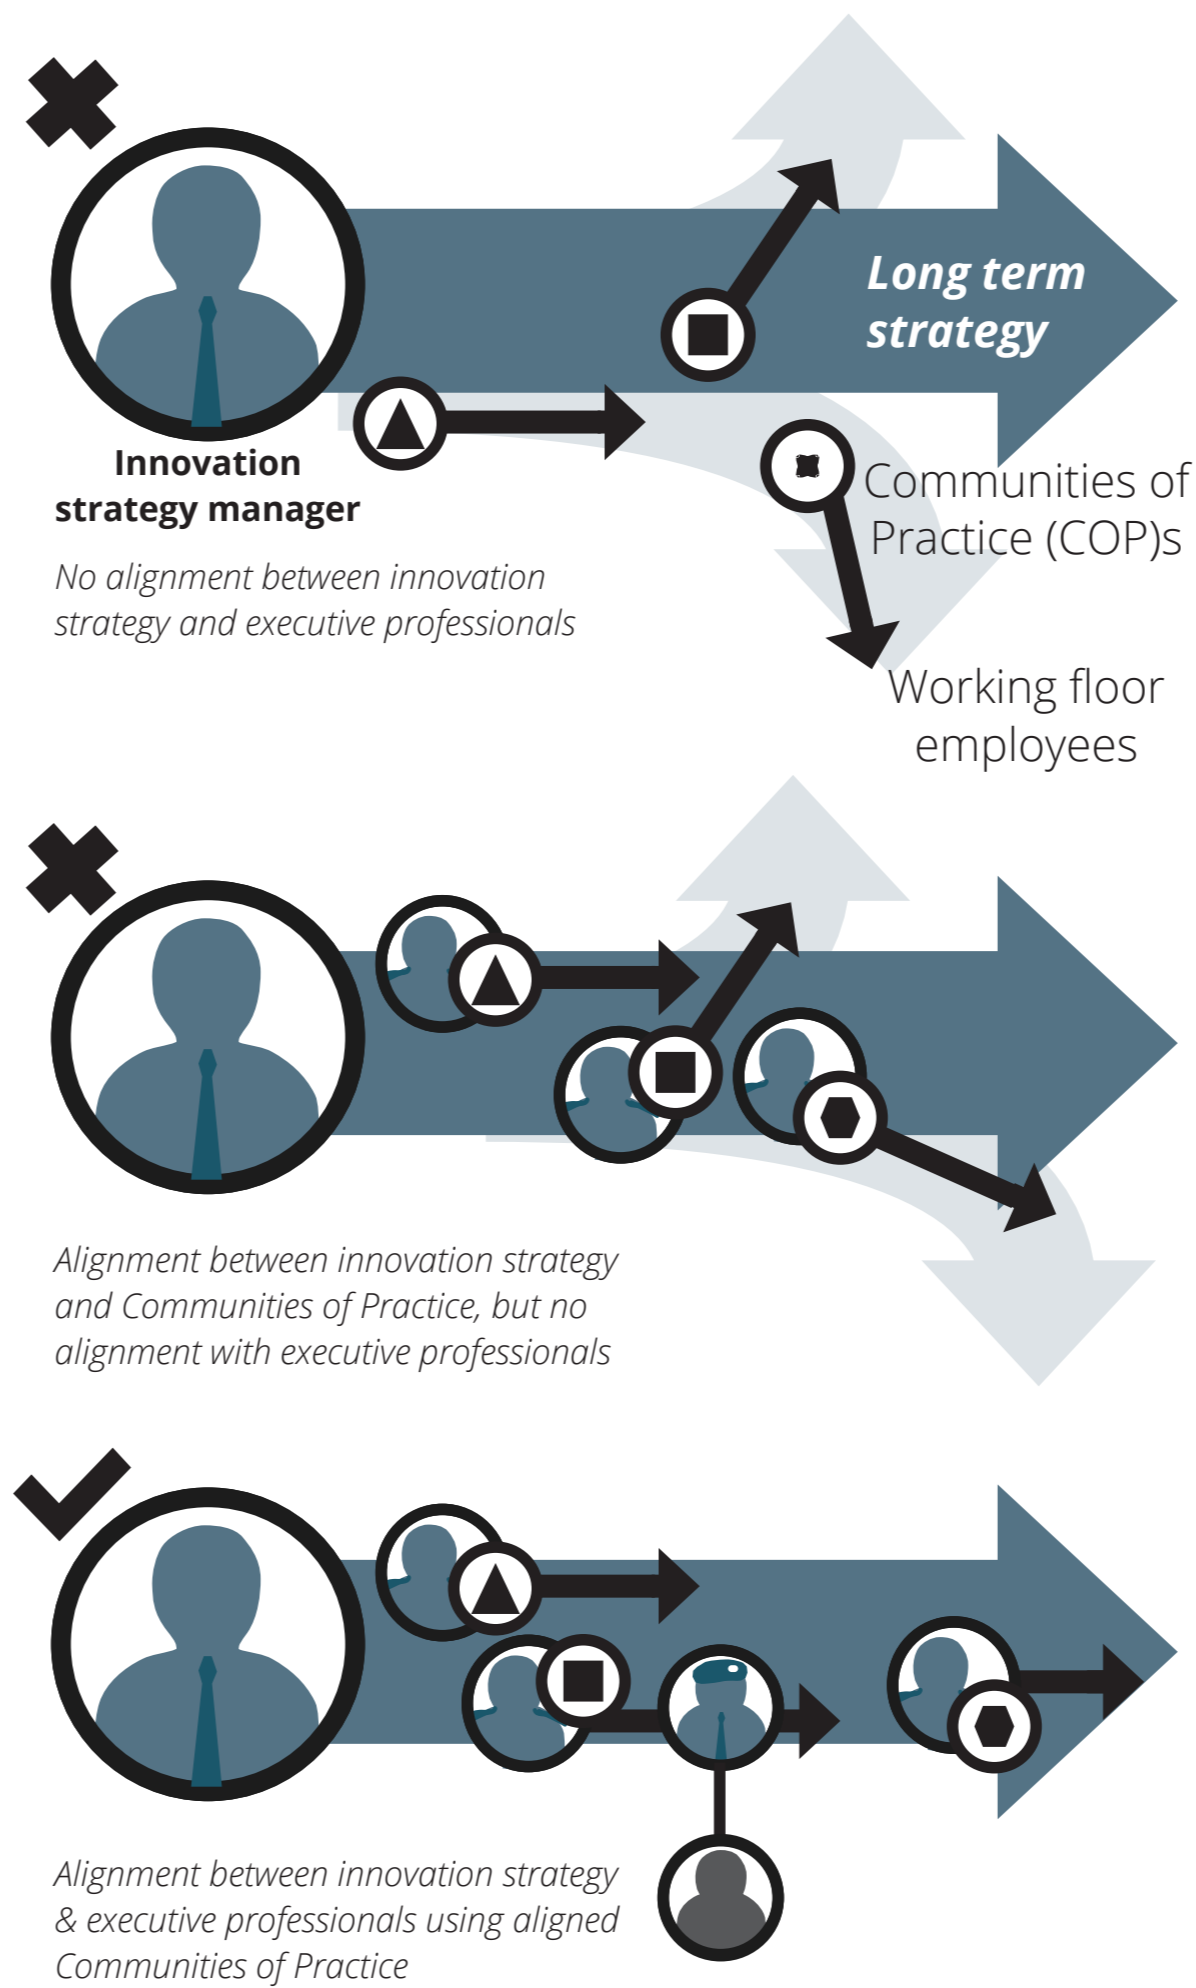 Long term
strategy
Innovation
strategy manager
Communities of
Practice (COP)s
No alignment between innovation
strategy and executive professionals
Working floor
employees
Alignment between innovation strategy
and Communities of Practice, but no
alignment with executive professionals
Alignment between innovation strategy
& executive professionals using aligned
Communities of Practice